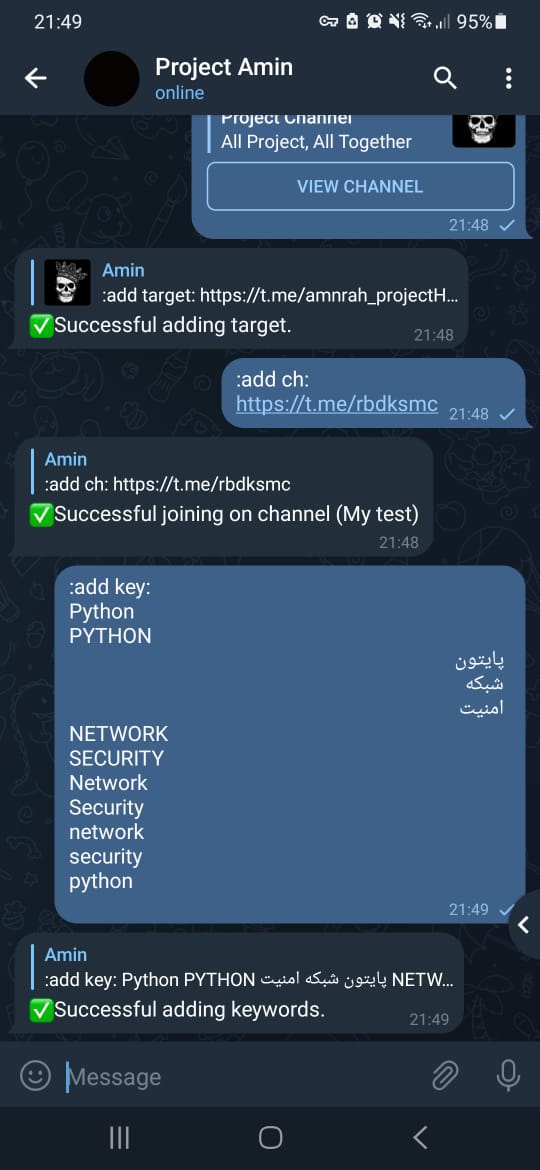 21:49
95%
Project Amin
online
Project Channel
All Project, All Together
VIEW CHANNEL
21:48
Amin
:add target: https://t.me/amnrah_projectH...
✅Successful adding target.
21:48
:add ch:
https://t.me/rbdksmc
21:48
Amin
:add ch: https://t.me/rbdksmc
✅Successful joining on channel (My test)
21:48
:add key:
Python
PYTHON
پایتون
شبکه
امنیت
NETWORK
SECURITY
Network
Security
network
security
python
21:49
Amin
:add key: Python PYTHON پایتون شبکه امنیت NETW...
✅Successful adding keywords.
21:49
Message